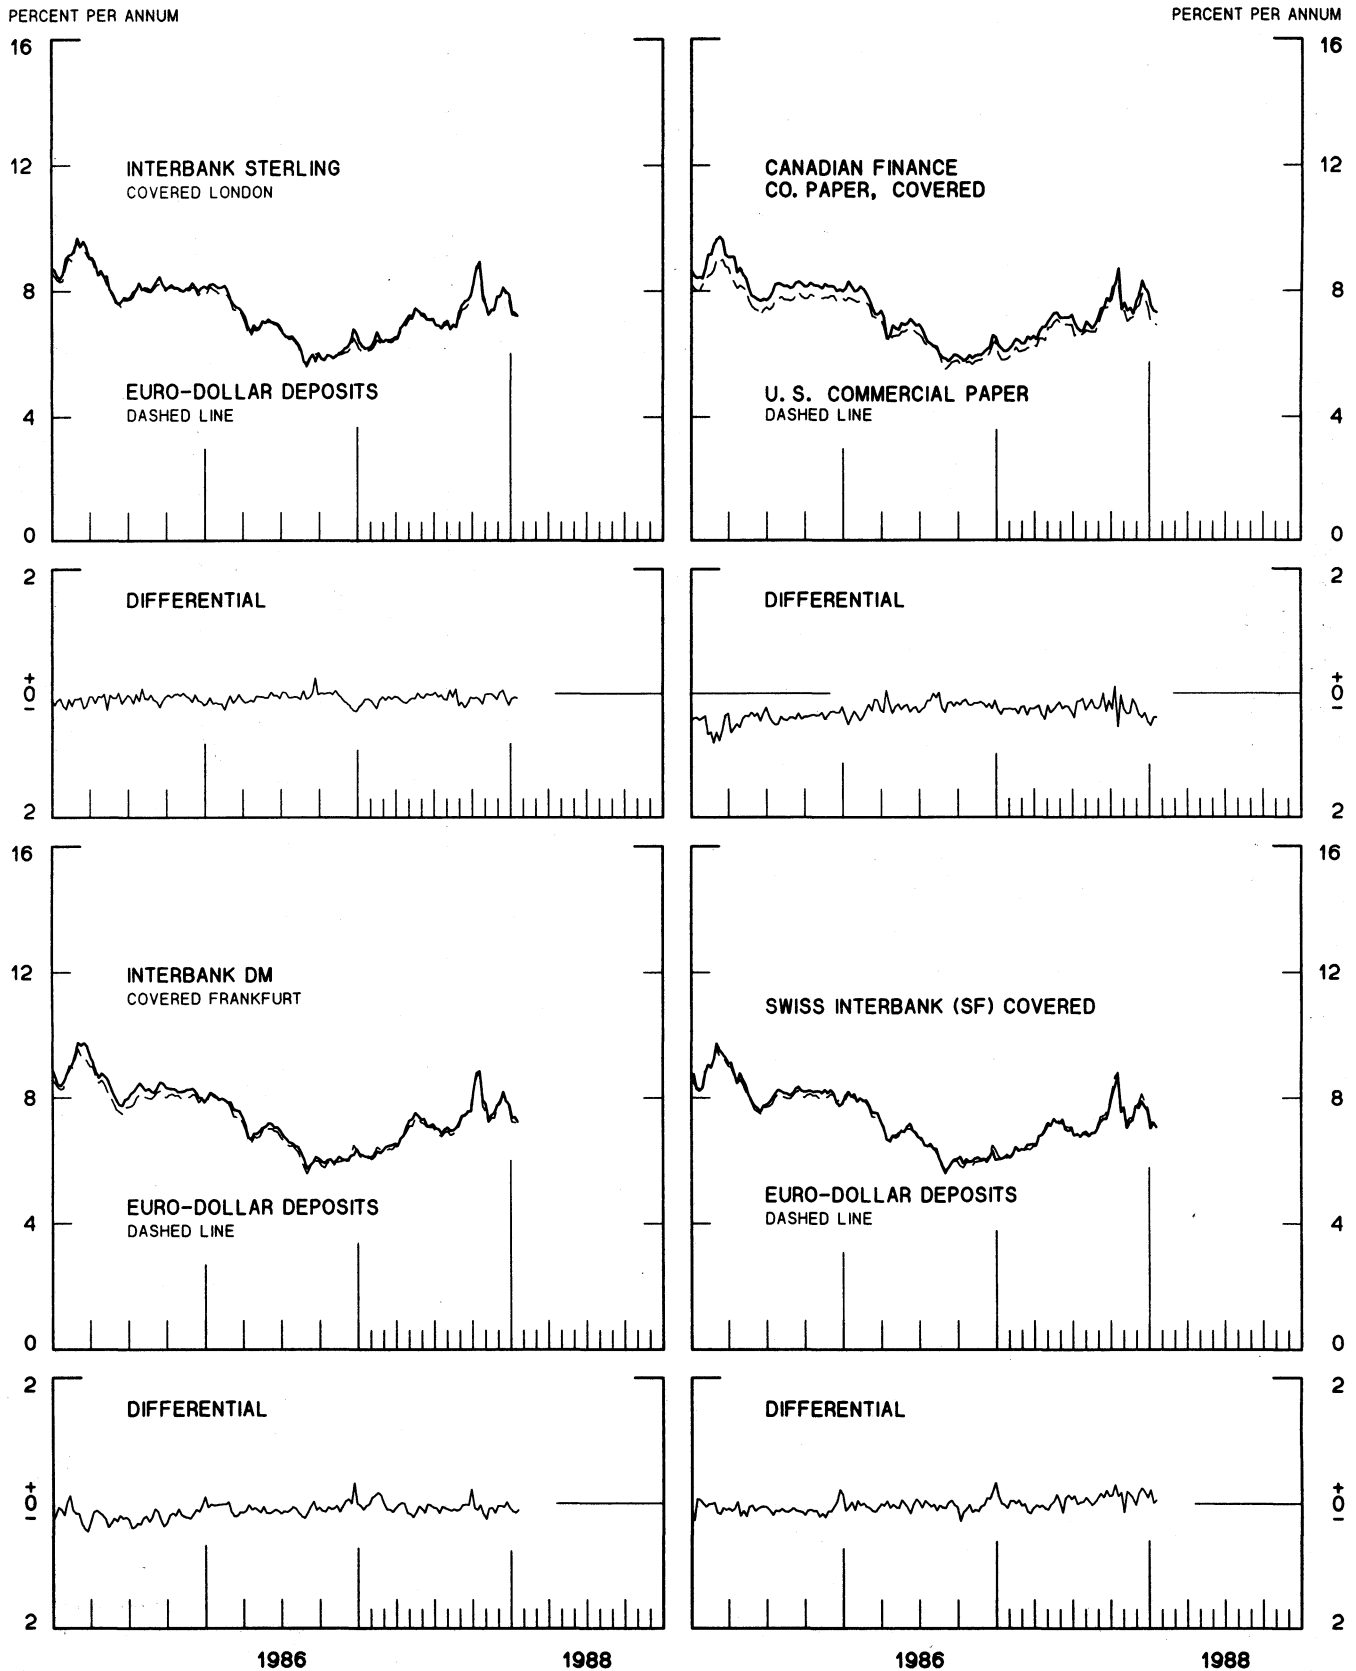 PERCENT PER ANNUM
PERCENT PER ANNUM
16
12
8
4
0
INTERBANK STERLING
COVERED LONDON
EURO-DOLLAR DEPOSITS
DASHED LINE
CANADIAN FINANCE
CO. PAPER, COVERED
U. S. COMMERCIAL PAPER
DASHED LINE
16
12
8
4
0
2
+
0
−
2
DIFFERENTIAL
DIFFERENTIAL
2
+
0
−
2
16
12
8
4
0
INTERBANK DM
COVERED FRANKFURT
EURO-DOLLAR DEPOSITS
DASHED LINE
SWISS INTERBANK (SF) COVERED
EURO-DOLLAR DEPOSITS
DASHED LINE
16
12
8
4
0
2
+
0
−
2
DIFFERENTIAL
DIFFERENTIAL
2
+
0
−
2
1986
1988
1986
1988